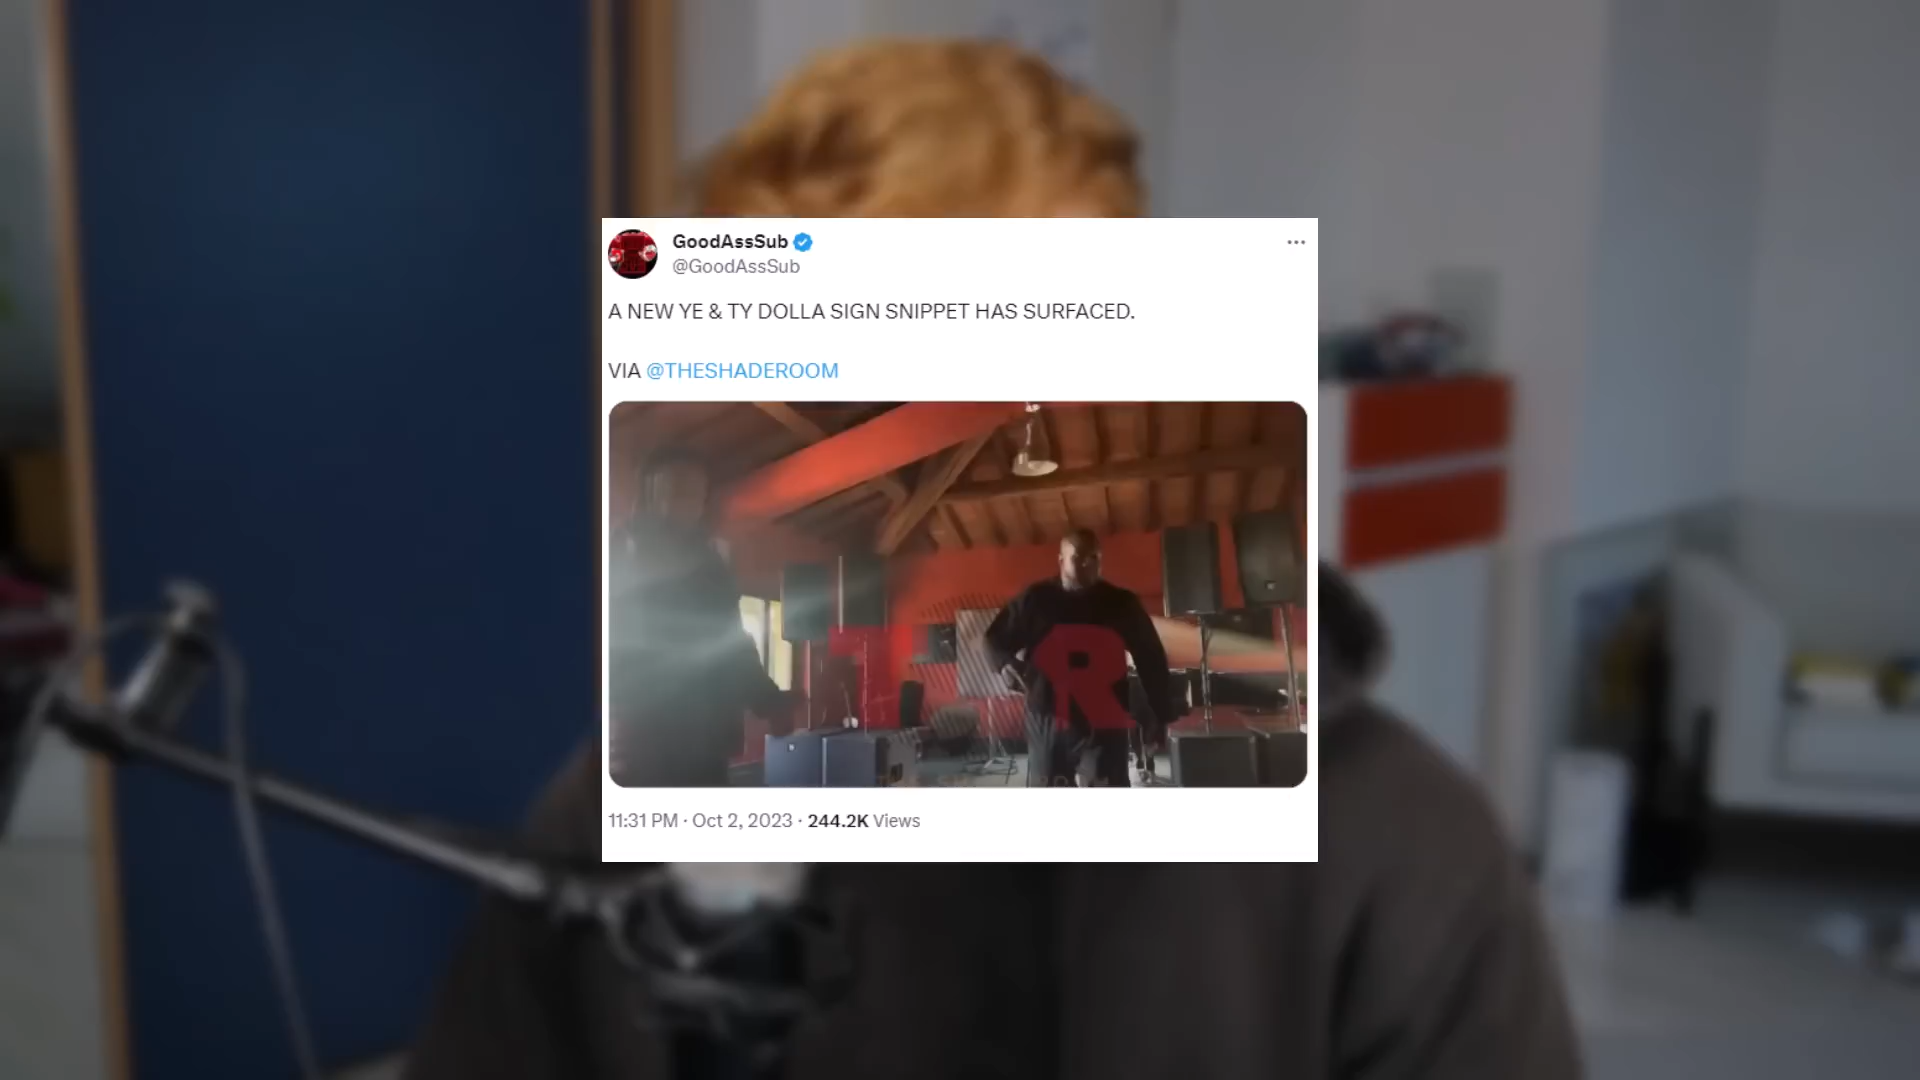 GoodAssSub
@GoodAssSub
A NEW YE & TY DOLLA SIGN SNIPPET HAS SURFACED.
VIA @THESHADEROOM
R
11:31 PM · Oct 2, 2023 · 244.2K Views